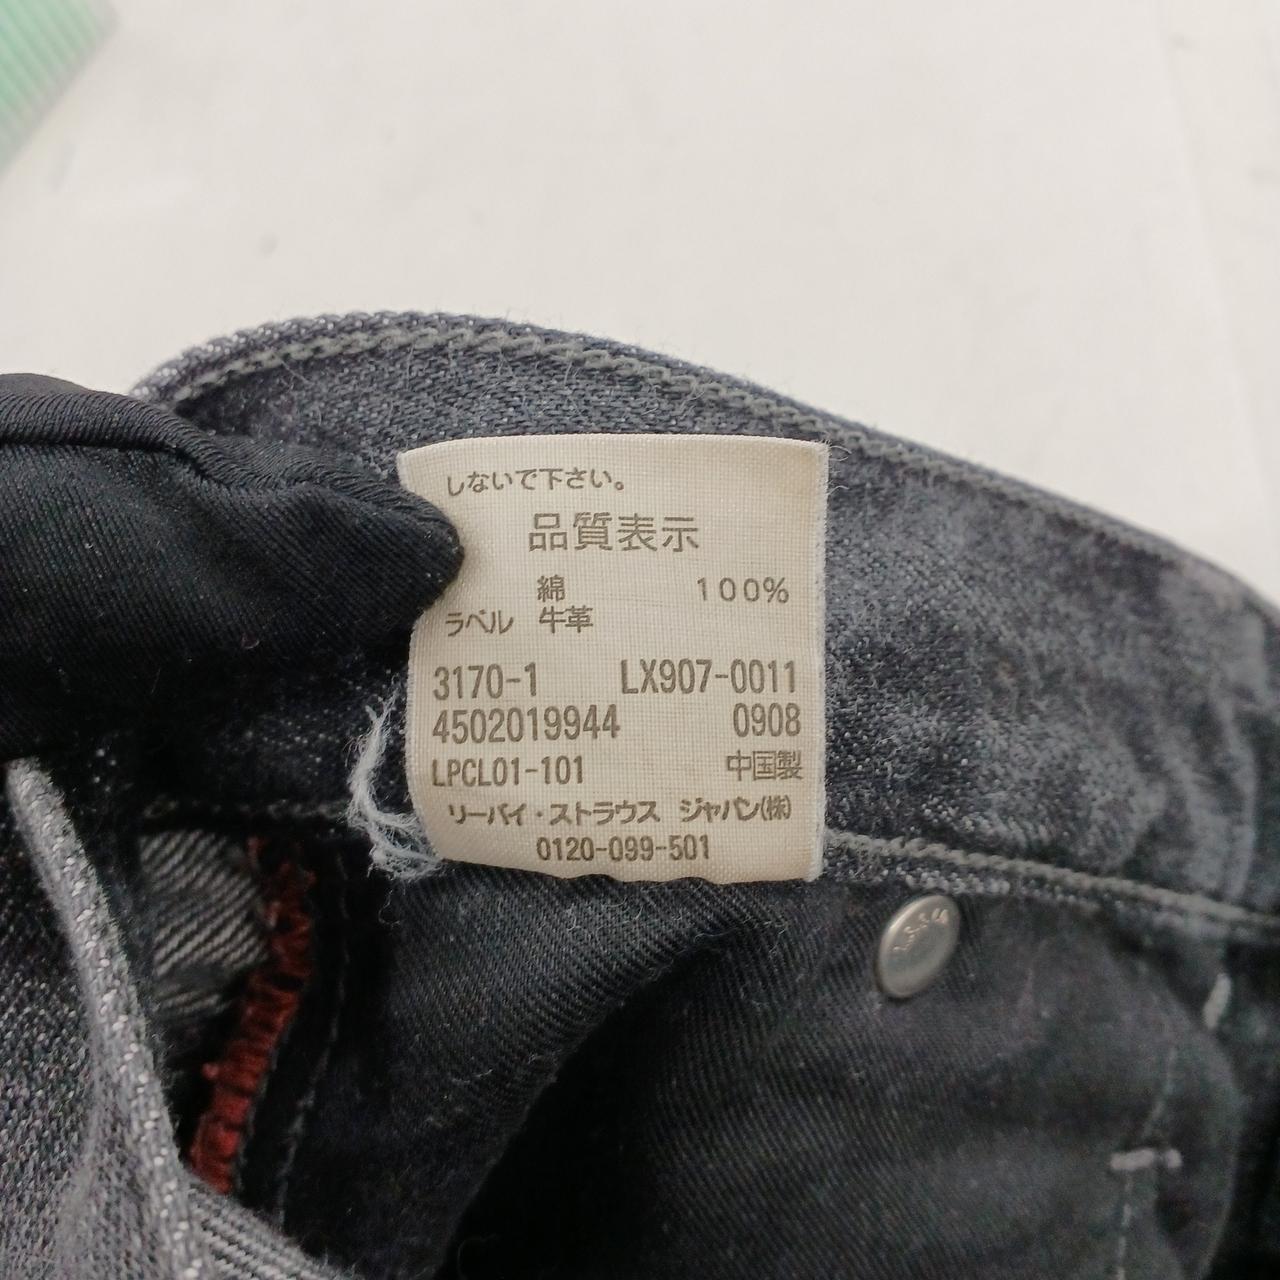 しないで下さい。
品質表示
綿 100%
ラベル 牛革
3170-1 LX907-0011
4502019944 0908
LPCL01-101 中国製
リーバイ・ストラウス ジャパン(株)
0120-099-501